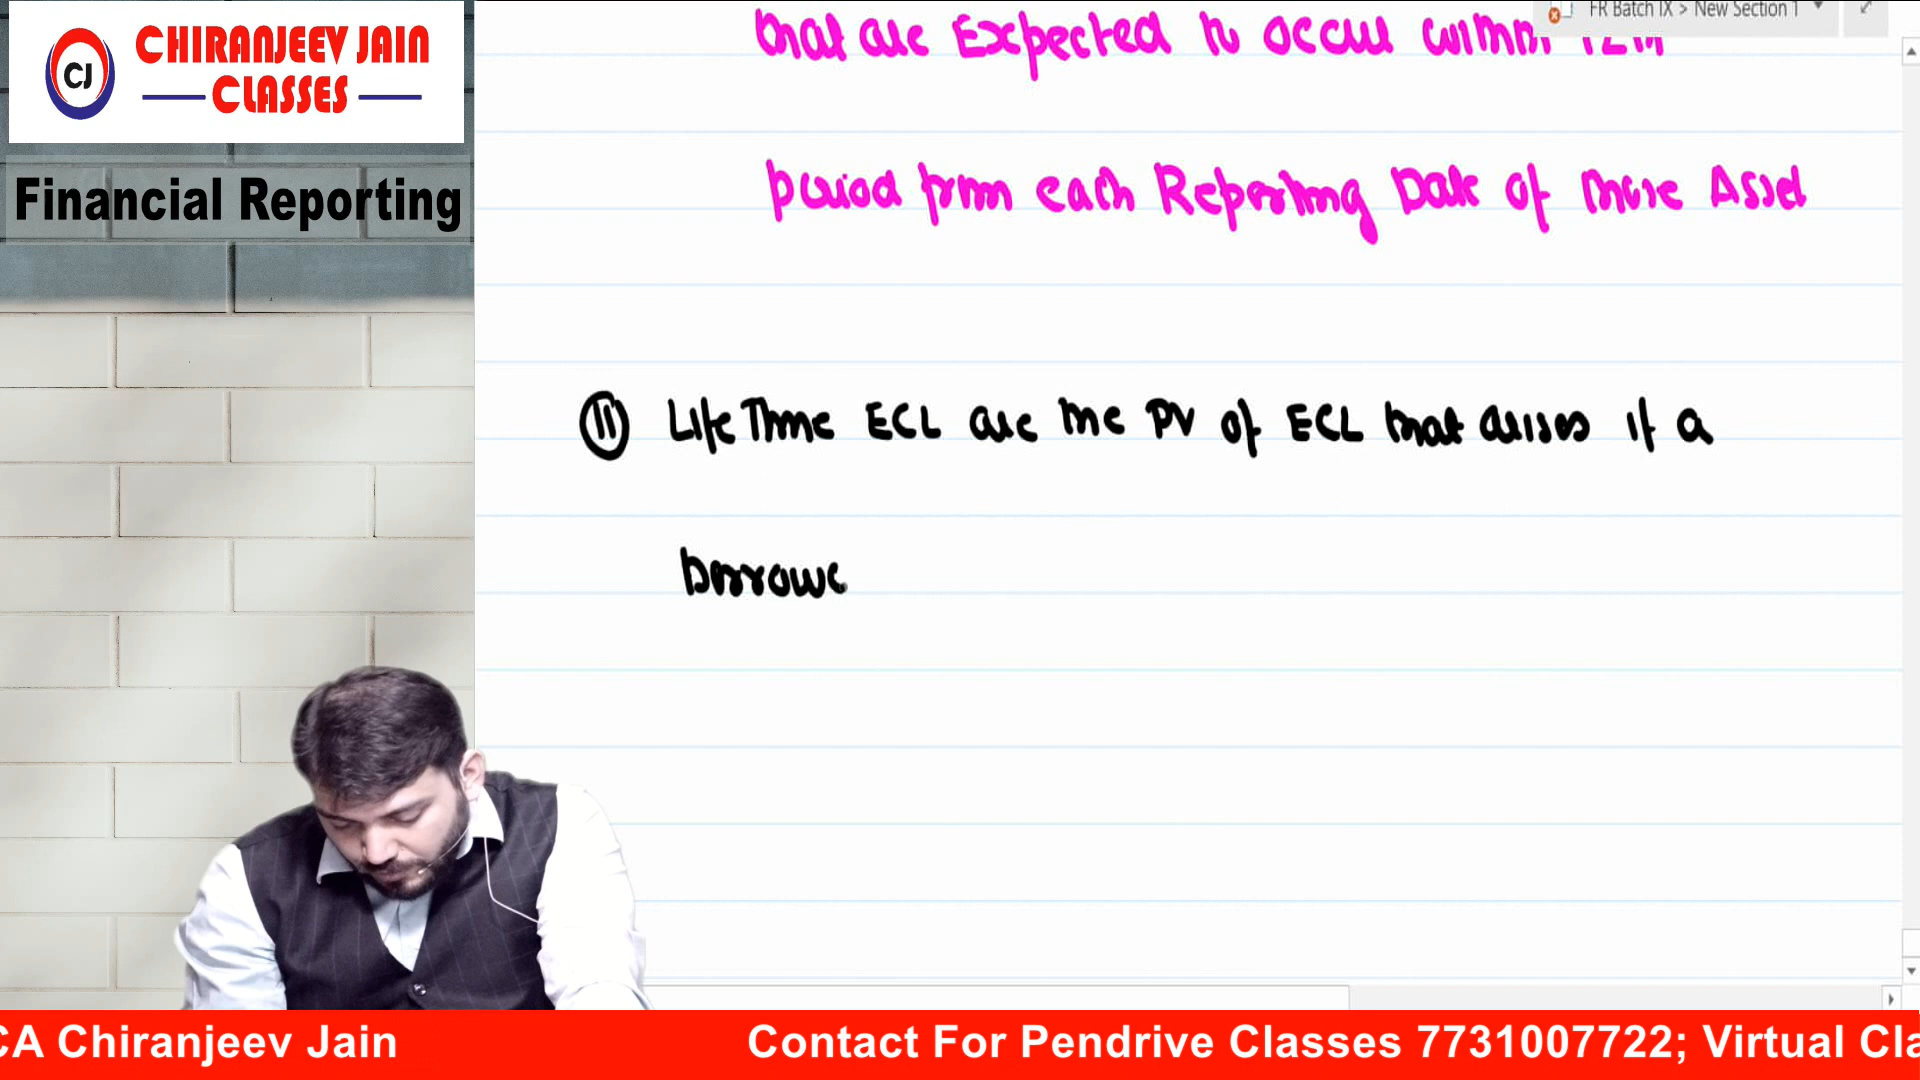 CHIRANJEEV JAIN
CLASSES
CJ
Financial Reporting
FR Batch IX > New Section 1
that are Expected to occur within 12M
period from each Reporting Date of those Asset
(ii) Life Time ECL are the PV of ECL that arises if a
borrowe
CA Chiranjeev Jain
Contact For Pendrive Classes 7731007722; Virtual Cla